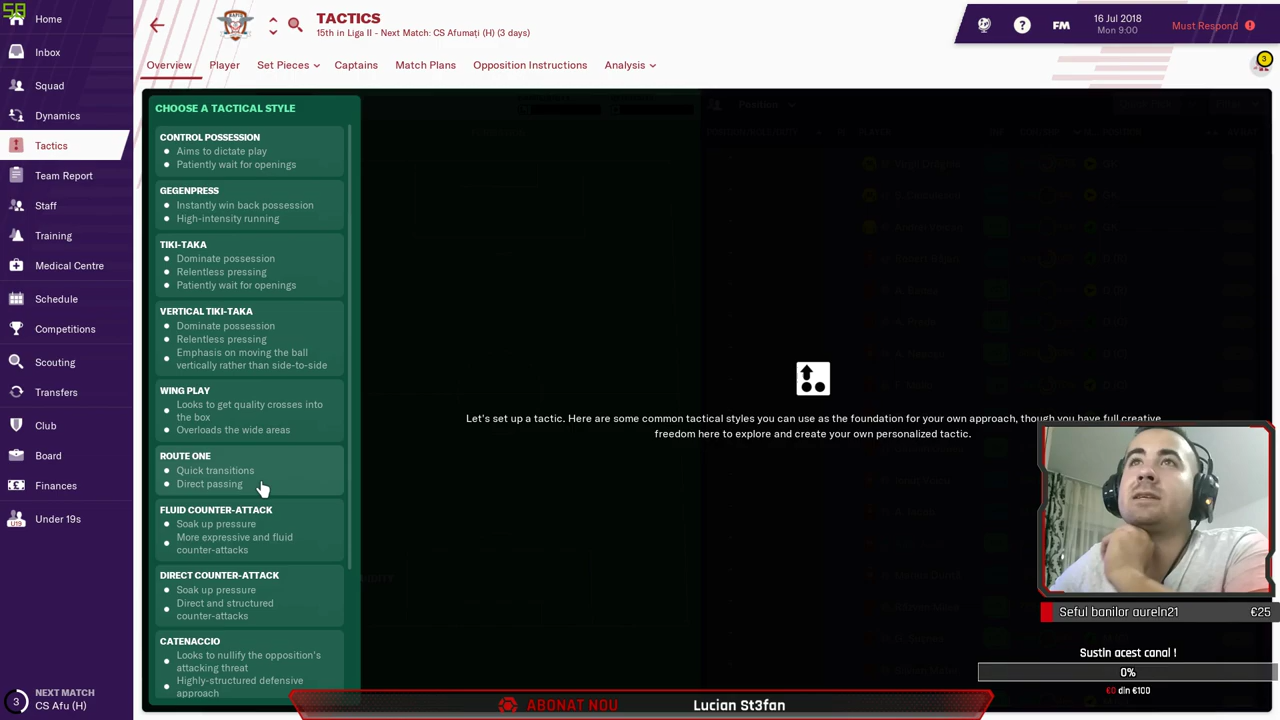 59
Home
Inbox
Squad
Dynamics
Tactics
Team Report
Staff
Training
Medical Centre
Schedule
Competitions
Scouting
Transfers
Club
Board
Finances
U19
Under 19s
3
NEXT MATCH
CS Afu (H)
TACTICS
15th in Liga II - Next Match: CS Afumați (H) (3 days)
?
FM
16 Jul 2018
Mon 9:00
Must Respond
3
Overview
Player
Set Pieces
Captains
Match Plans
Opposition Instructions
Analysis
CHOOSE A TACTICAL STYLE
CONTROL POSSESSION
Aims to dictate play
Patiently wait for openings
GEGENPRESS
Instantly win back possession
High-intensity running
TIKI-TAKA
Dominate possession
Relentless pressing
Patiently wait for openings
VERTICAL TIKI-TAKA
Dominate possession
Relentless pressing
Emphasis on moving the ball
vertically rather than side-to-side
WING PLAY
Looks to get quality crosses into
the box
Overloads the wide areas
ROUTE ONE
Quick transitions
Direct passing
FLUID COUNTER-ATTACK
Soak up pressure
More expressive and fluid
counter-attacks
DIRECT COUNTER-ATTACK
Soak up pressure
Direct and structured
counter-attacks
CATENACCIO
Looks to nullify the opposition's
attacking threat
Highly-structured defensive
approach
Position
PLAYER
POSITION
Let's set up a tactic. Here are some common tactical styles you can use as the foundation for your own approach, though you have full creative
freedom here to explore and create your own personalized tactic.
Seful banilor aureln21 €25
Sustin acest canal !
0%
€0 din €100
ABONAT NOU
Lucian St3fan